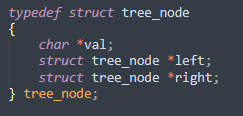 typedef struct tree_node
{
    char *val;
    struct tree_node *left;
    struct tree_node *right;
} tree_node;